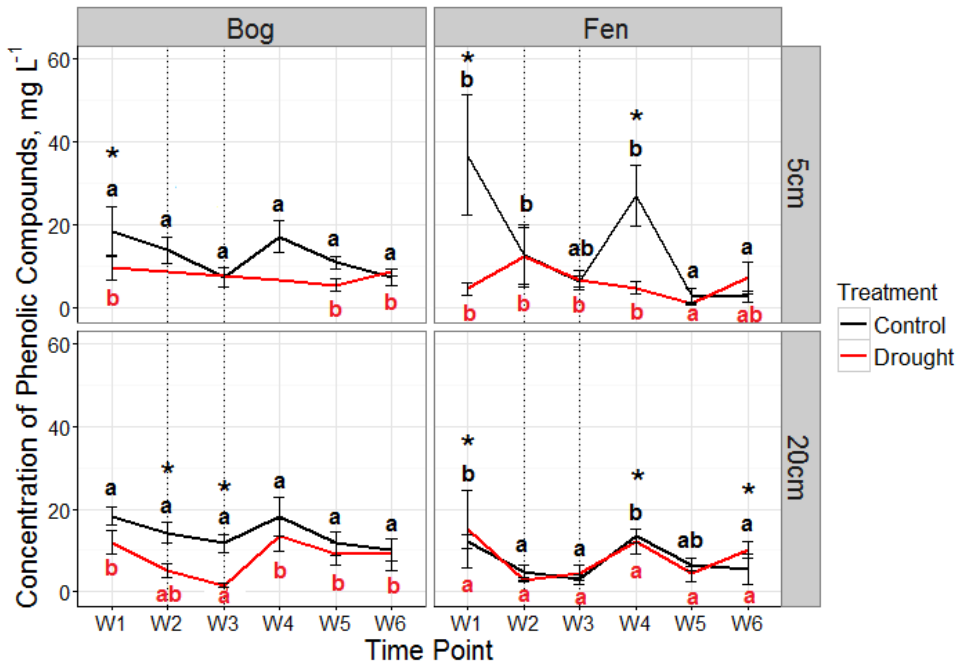 Bog Fen
Concentration of Phenolic Compounds, mg L-1
60
40
20
0
* a a a a a a
b b b
5cm
* b b ab * b a a
b b b b a ab
60
40
20
0
a * a * a a a a
b ab a b b b
20cm
* b a a * b ab * a
a a a a a a
W1 W2 W3 W4 W5 W6
W1 W2 W3 W4 W5 W6
Time Point
Treatment
Control
Drought